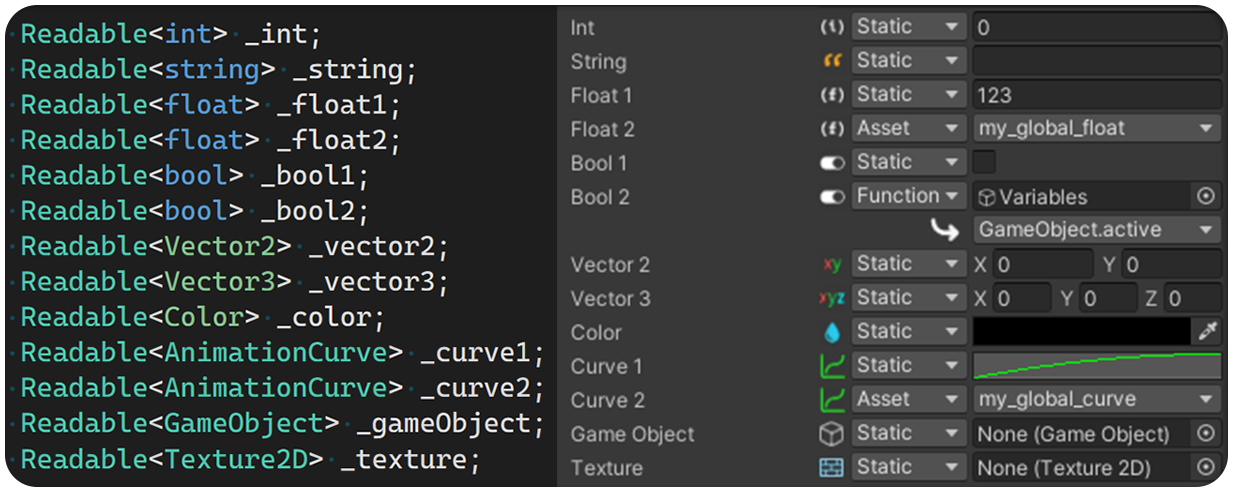 Readable<int> _int;
Readable<string> _string;
Readable<float> _float1;
Readable<float> _float2;
Readable<bool> _bool1;
Readable<bool> _bool2;
Readable<Vector2> _vector2;
Readable<Vector3> _vector3;
Readable<Color> _color;
Readable<AnimationCurve> _curve1;
Readable<AnimationCurve> _curve2;
Readable<GameObject> _gameObject;
Readable<Texture2D> _texture;
Int (i) Static 0
String Static
Float 1 (f) Static 123
Float 2 (f) Asset my_global_float
Bool 1 Static
Bool 2 Function Variables
GameObject.active
Vector 2 xy Static X 0 Y 0
Vector 3 xyz Static X 0 Y 0 Z 0
Color Static
Curve 1 Static
Curve 2 Asset my_global_curve
Game Object Static None (Game Object)
Texture Static None (Texture 2D)